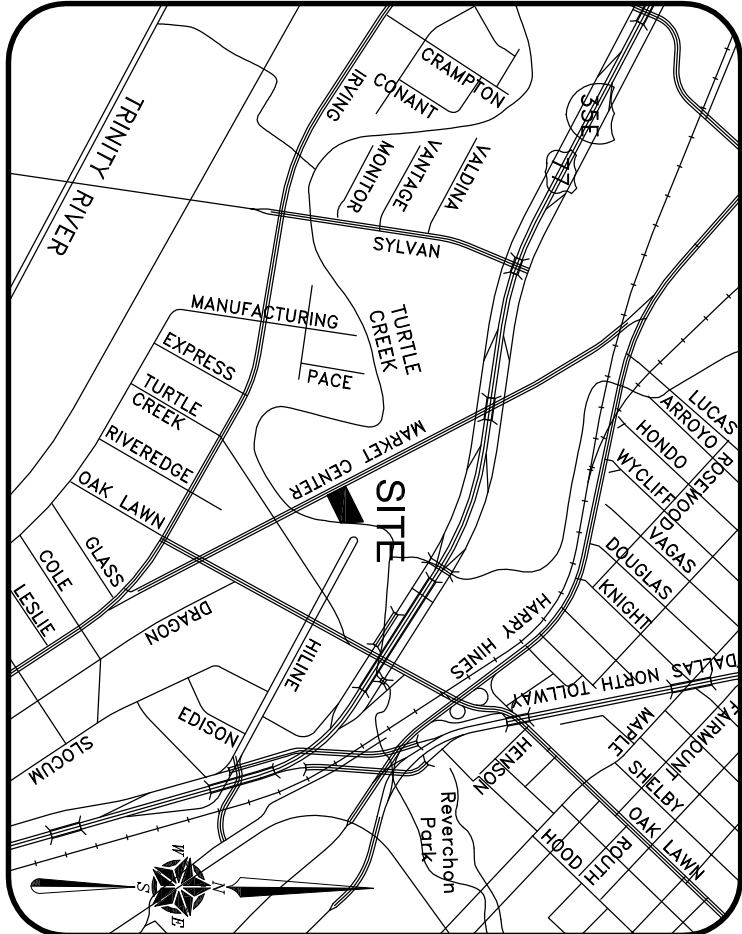 CRAMPTON
CONANT
IRVING
35E
77
TRINITY RIVER
MONITOR
VANTAGE
VALDINA
SYLVAN
MANUFACTURING
TURTLE
CREEK
EXPRESS
PACE
TURTLE
CREEK
RIVEREDGE
MARKET CENTER
OAK LAWN
SITE
LUCAS
ARROYO
HONDO
ROSEWOOD
WYCLIFF
VAGAS
DOUGLAS
KNIGHT
GLASS
COLE
LESLIE
DRAGON
HILINE
HARRY HINES
DALLAS NORTH TOLLWAY
EDISON
SLOCUM
MAPLE
FAIRMOUNT
HENSON
SHELBY
OAK LAWN
Reverchon
Park
HOOD
ROUTH
W
N
S
E